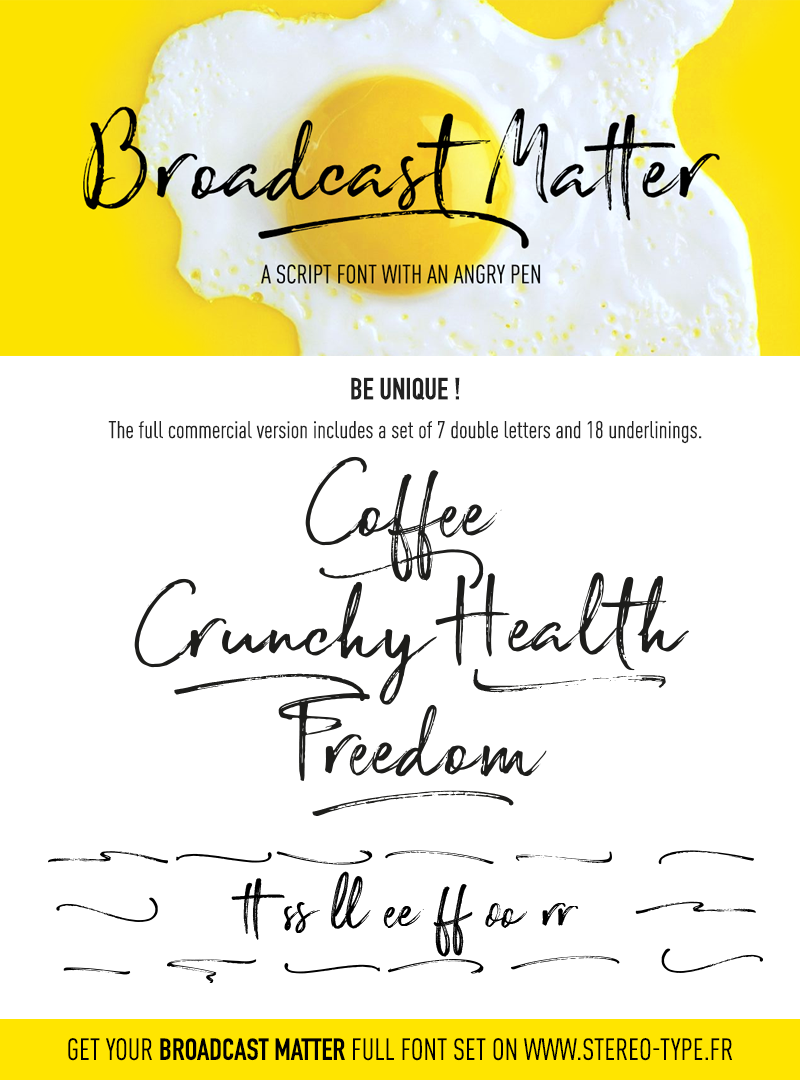 Broadcast Matter
A SCRIPT FONT WITH AN ANGRY PEN
BE UNIQUE !
The full commercial version includes a set of 7 double letters and 18 underlinings.
Coffee
Crunchy Health
Freedom
tt ss ll ee ff oo rr
GET YOUR BROADCAST MATTER FULL FONT SET ON WWW.STEREO-TYPE.FR